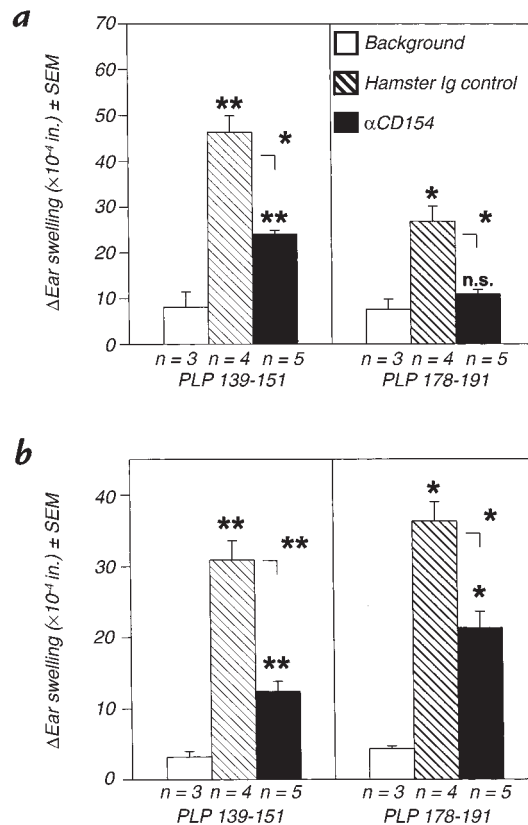 a
ΔEar swelling (×10⁻⁴ in.) ± SEM
70
60
50
40
30
20
10
0
Background
Hamster Ig control
αCD154
**
*
**
*
*
n.s.
n = 3 n = 4 n = 5 n = 3 n = 4 n = 5
PLP 139-151 PLP 178-191
b
ΔEar swelling (×10⁻⁴ in.) ± SEM
40
30
20
10
0
**
**
**
*
*
*
n = 3 n = 4 n = 5 n = 3 n = 4 n = 5
PLP 139-151 PLP 178-191